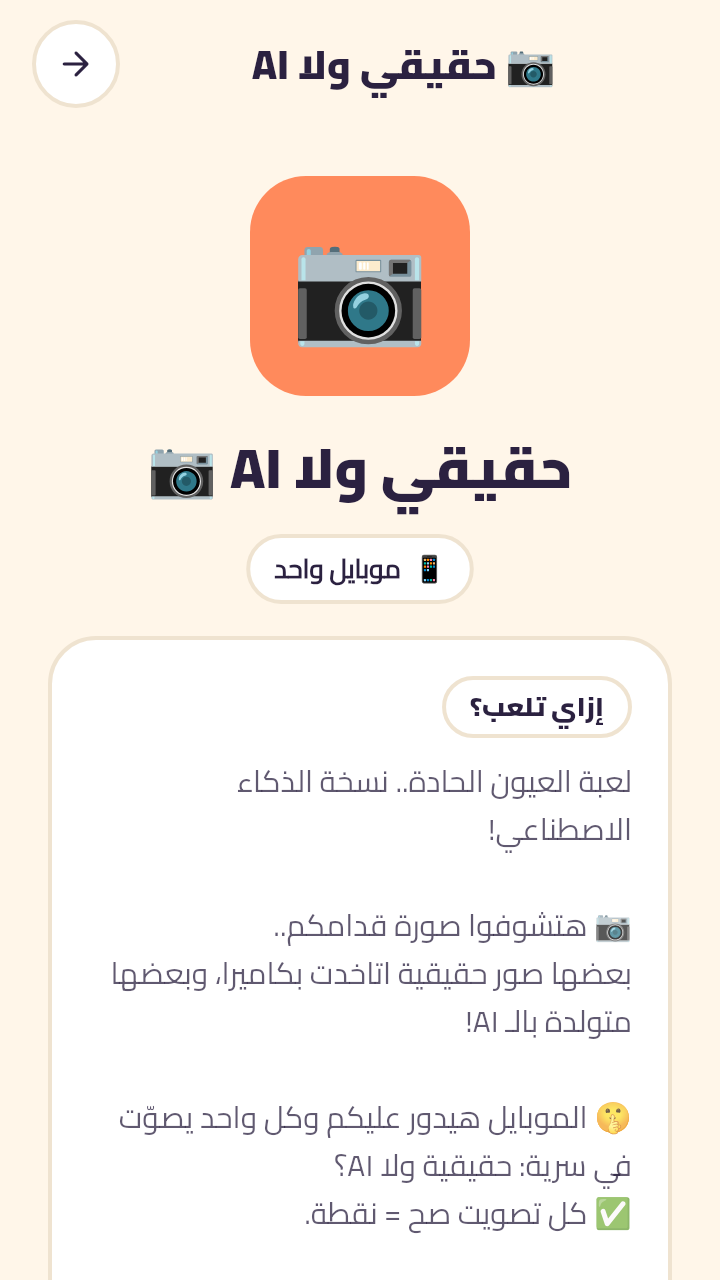 📷 حقيقي ولا AI
حقيقي ولا AI 📷
📱 موبايل واحد
إزاي تلعب؟
لعبة العيون الحادة.. نسخة الذكاء
الاصطناعي!
📷 هتشوفوا صورة قدامكم..
بعضها صور حقيقية اتاخدت بكاميرا، وبعضها
متولدة بالـ AI!
🤫 الموبايل هيدور عليكم وكل واحد يصوّت
في سرية: حقيقية ولا AI؟
✅ كل تصويت صح = نقطة.